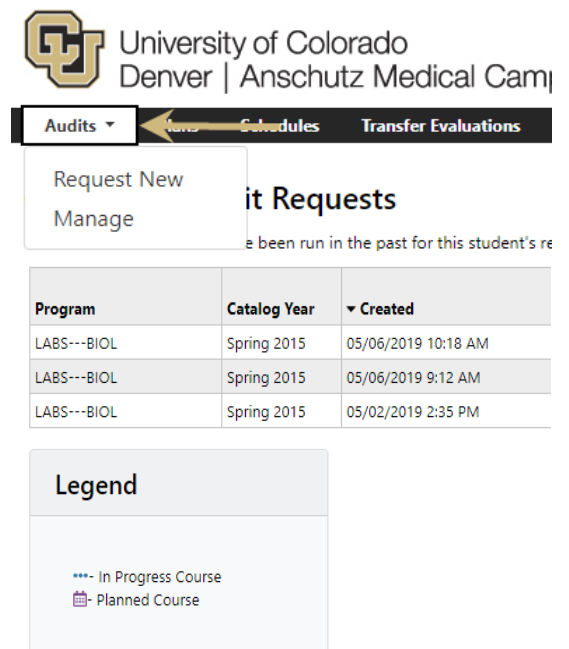 University of Colorado
Denver | Anschutz Medical
Audits Schedules Transfer Evaluations
Request New
Manage
it Requests
been run in the past for this student's
Program Catalog Year Created
LABS---BIOL Spring 2015 05/06/2019 10:18 AM
LABS---BIOL Spring 2015 05/06/2019 9:12 AM
LABS---BIOL Spring 2015 05/02/2019 2:35 PM
Legend
- In Progress Course
- Planned Course